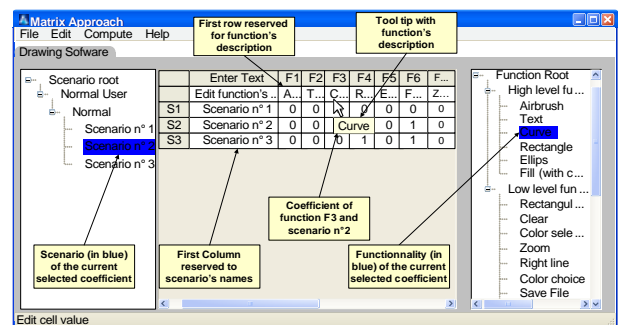 Matrix Approach
File Edit Compute Help
Drawing Sofware
First row reserved
for function's
description
Tool tip with
function's
description
Scenario root
Normal User
Normal
Scenario n° 1
Scenario n° 2
Scenario n° 3
Enter Text F1 F2 F3 F4 F5 F6 F...
Edit function's .. A... T... C... R... E... F... Z...
S1 Scenario n° 1 0 0 0 0 0 0
S2 Scenario n° 2 0 0 Curve 0 1 0
S3 Scenario n° 3 0 0 0 1 0 1 0
Function Root
High level fu ...
Airbrush
Text
Curve
Rectangle
Ellips
Fill (with c...
Low level fun ...
Rectangul ...
Clear
Color sele ...
Zoom
Right line
Color choice
Save File
Coefficient of
function F3 and
scenario n°2
Scenario (in blue)
of the current
selected coefficient
First Column
reserved to
scenario's names
Functionnality (in
blue) of the current
selected coefficient
Edit cell value